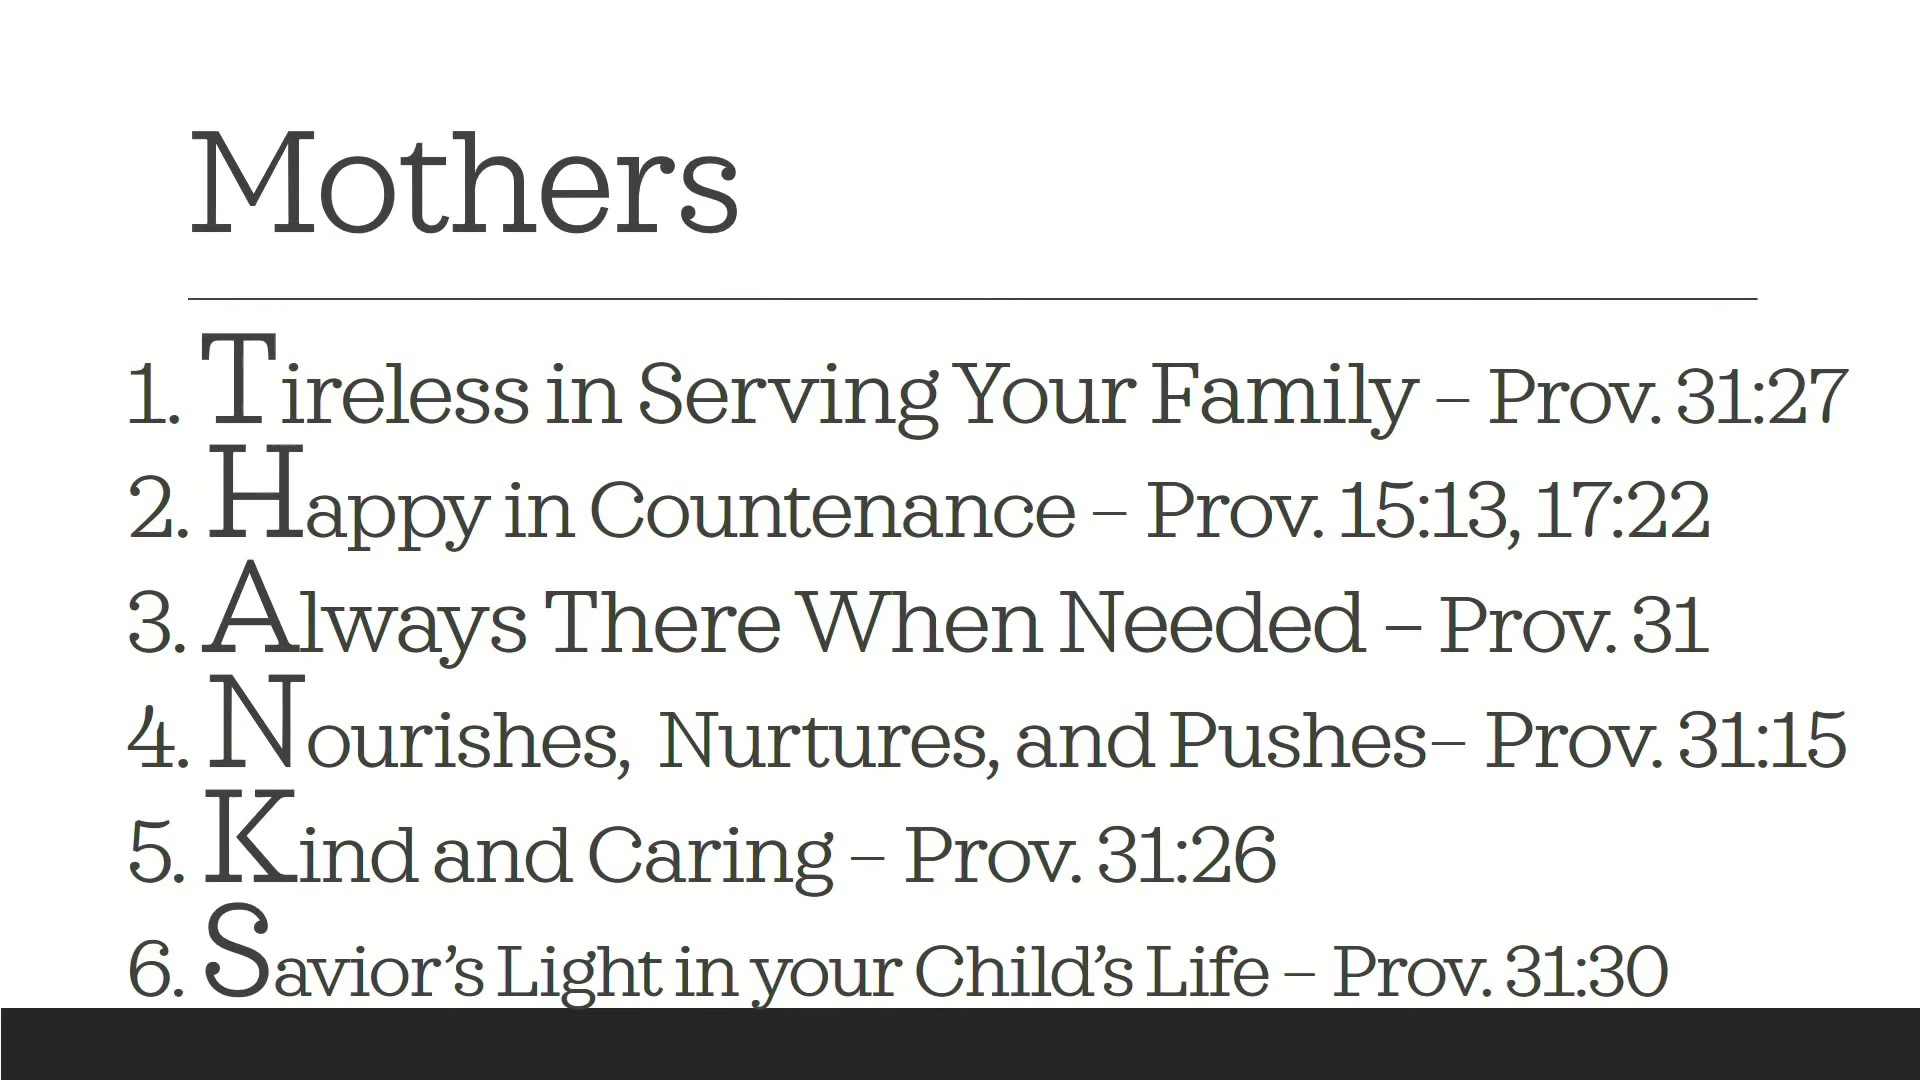 Mothers
1. Tireless in Serving Your Family – Prov. 31:27
2. Happy in Countenance – Prov. 15:13, 17:22
3. Always There When Needed – Prov. 31
4. Nourishes,  Nurtures, and Pushes– Prov. 31:15
5. Kind and Caring – Prov. 31:26
6. Savior’s Light in your Child’s Life – Prov. 31:30